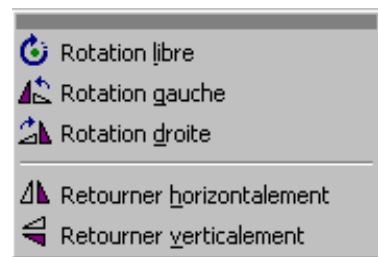 Rotation libre
Rotation gauche
Rotation droite
Retourner horizontalement
Retourner verticalement